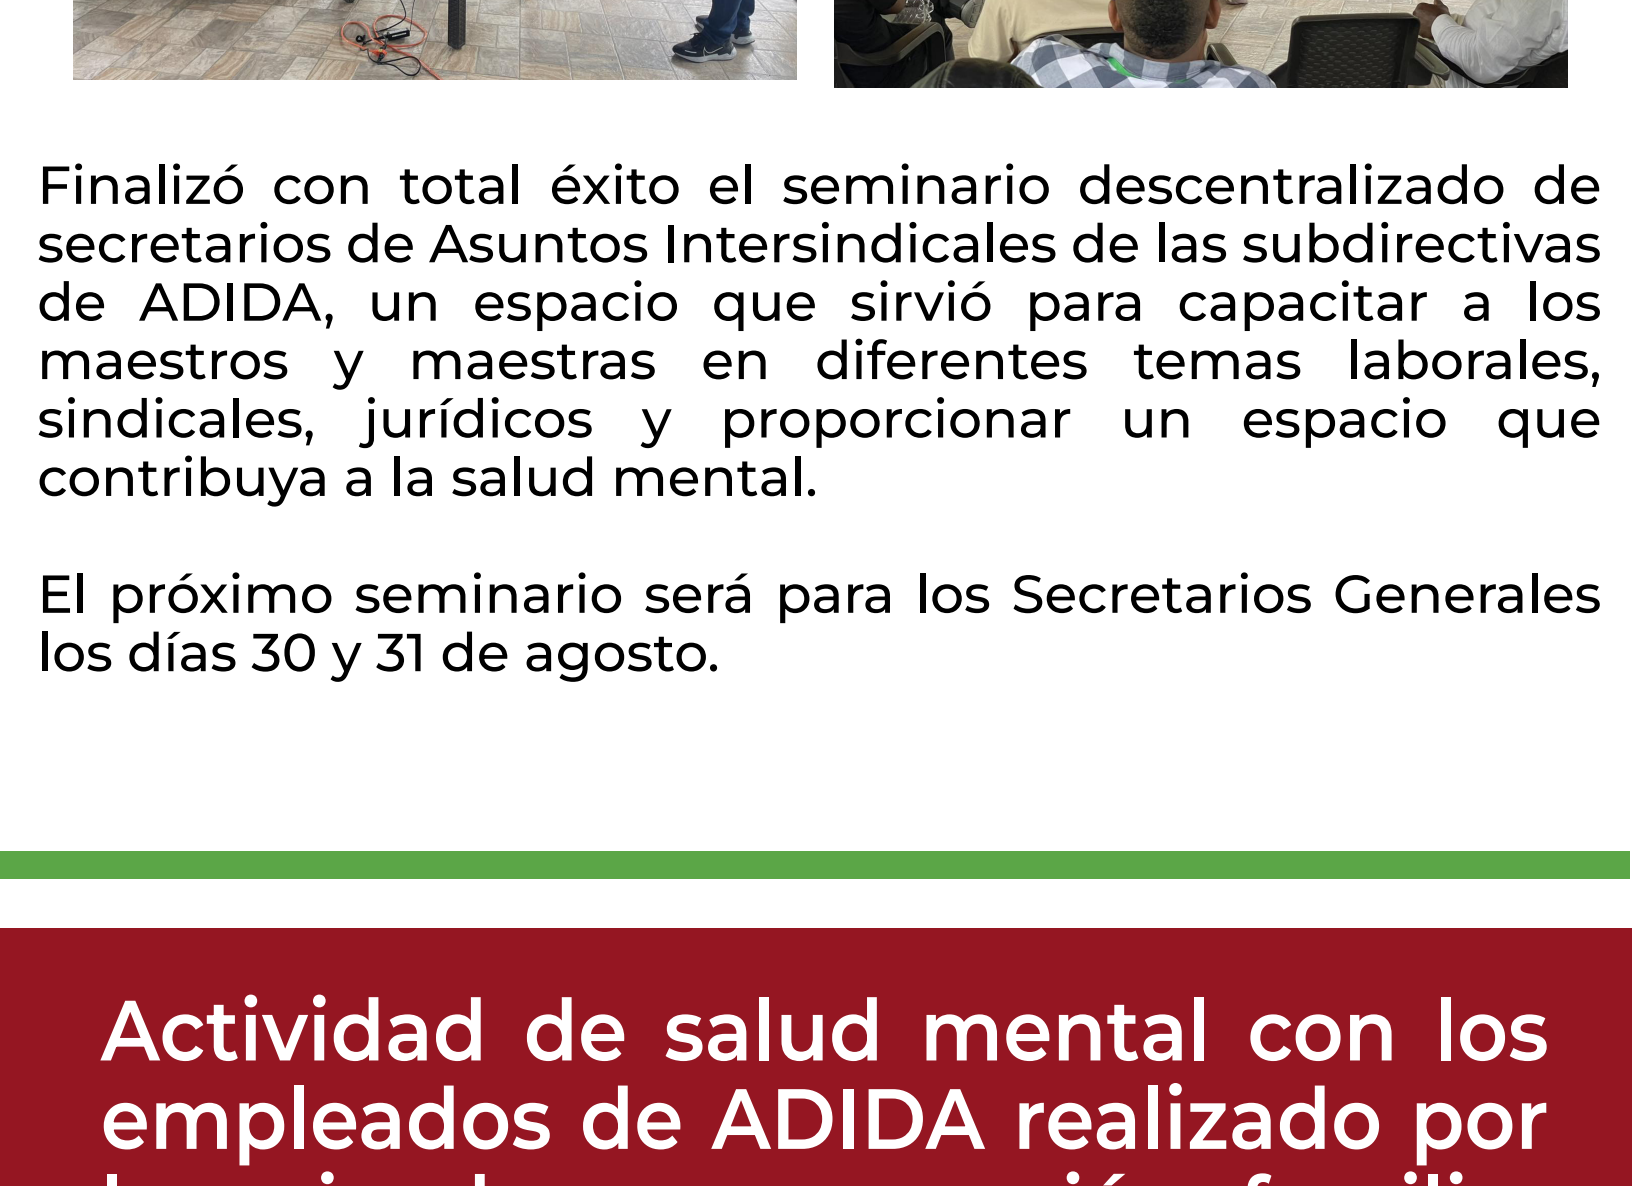 Finalizó con total éxito el seminario descentralizado de
secretarios de Asuntos Intersindicales de las subdirectivas
de ADIDA, un espacio que sirvió para capacitar a los
maestros y maestras en diferentes temas laborales,
sindicales, jurídicos y proporcionar un espacio que
contribuya a la salud mental.
El próximo seminario será para los Secretarios Generales
los días 30 y 31 de agosto.
Actividad de salud mental con los
empleados de ADIDA realizado por